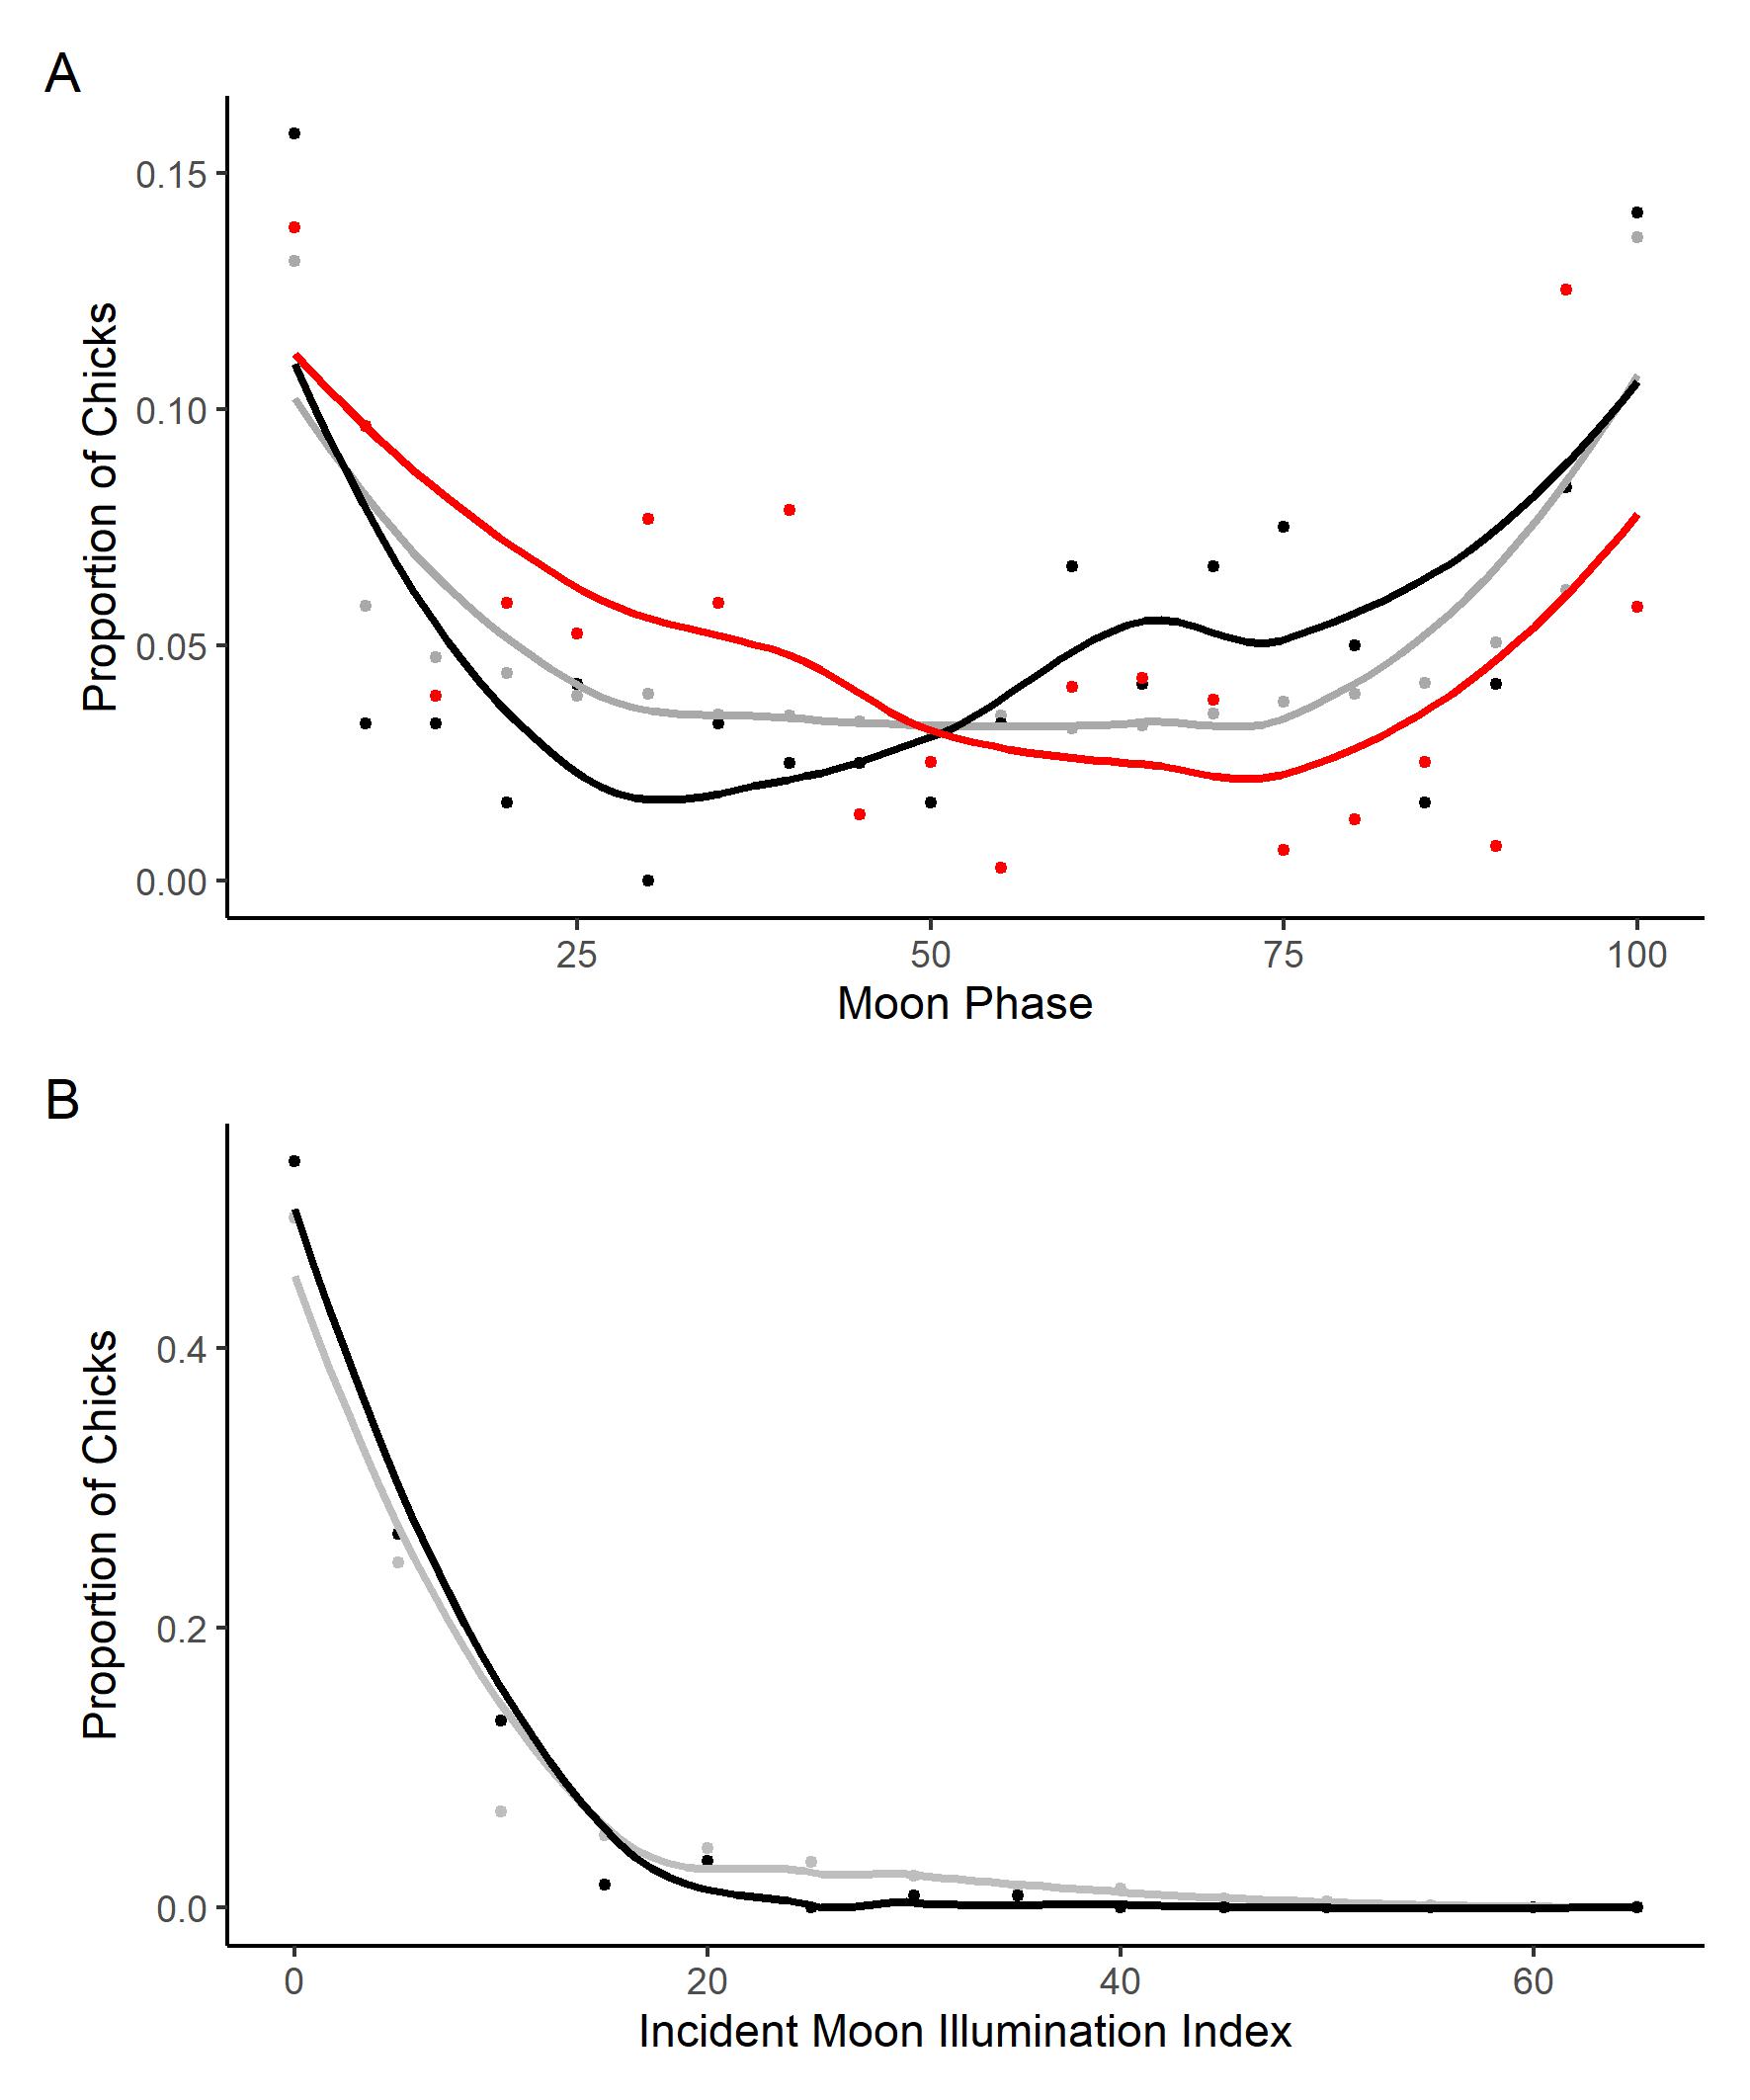 A
0.15
0.10
0.05
0.00
Proportion of Chicks
25 50 75 100
Moon Phase
B
0.4
0.2
0.0
Proportion of Chicks
0 20 40 60
Incident Moon Illumination Index